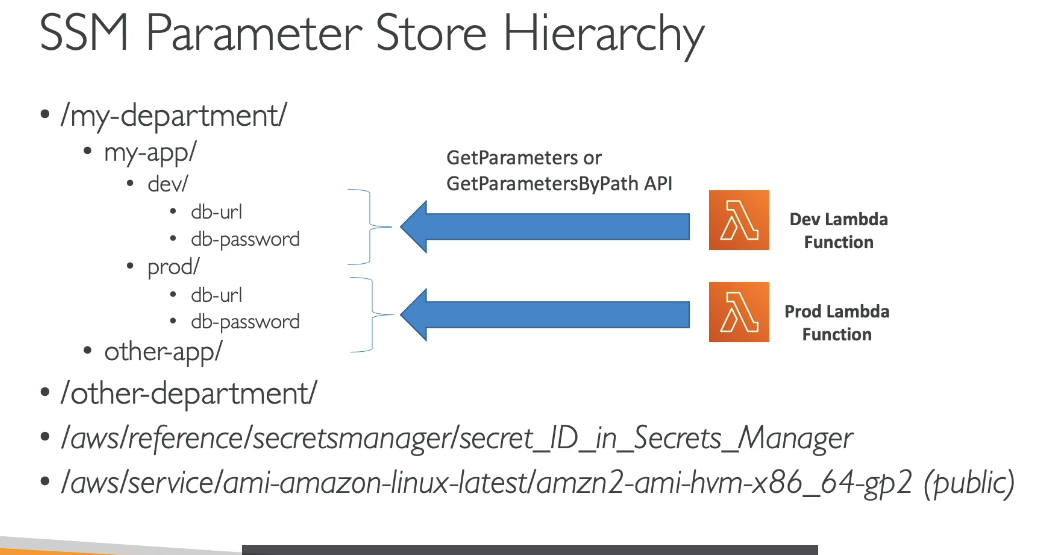 SSM Parameter Store Hierarchy
• /my-department/
• my-app/
GetParameters or
GetParametersByPath API
• dev/
• db-url
• db-password
Dev Lambda
Function
• prod/
• db-url
• db-password
Prod Lambda
Function
• other-app/
• /other-department/
• /aws/reference/secretsmanager/secret_ID_in_Secrets_Manager
• /aws/service/ami-amazon-linux-latest/amzn2-ami-hvm-x86_64-gp2 (public)